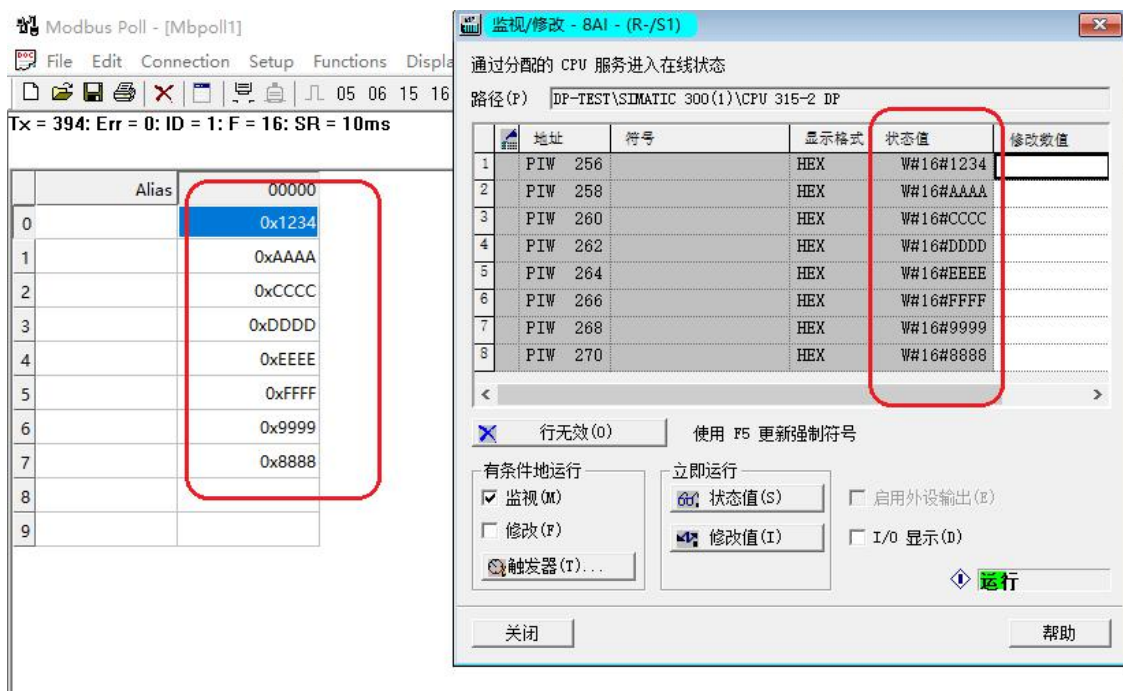 Modbus Poll - [Mbpoll1]
File Edit Connection Setup Functions Displa
05 06 15 16
Tx = 394: Err = 0: ID = 1: F = 16: SR = 10ms
Alias 00000
0 0x1234
1 0xAAAA
2 0xCCCC
3 0xDDDD
4 0xEEEE
5 0xFFFF
6 0x9999
7 0x8888
8
9
监视/修改 - 8AI - (R-/S1)
通过分配的 CPU 服务进入在线状态
路径(P) DP-TEST\SIMATIC 300(1)\CPU 315-2 DP
地址 符号 显示格式 状态值 修改数值
1 PIW 256 HEX W#16#1234
2 PIW 258 HEX W#16#AAAA
3 PIW 260 HEX W#16#CCCC
4 PIW 262 HEX W#16#DDDD
5 PIW 264 HEX W#16#EEEE
6 PIW 266 HEX W#16#FFFF
7 PIW 268 HEX W#16#9999
8 PIW 270 HEX W#16#8888
行无效(O) 使用 F5 更新强制符号
有条件地运行 立即运行
监视(M) 状态值(S) 启用外设输出(E)
修改(F) 修改值(I) I/O 显示(D)
触发器(T)...
运行
关闭 帮助